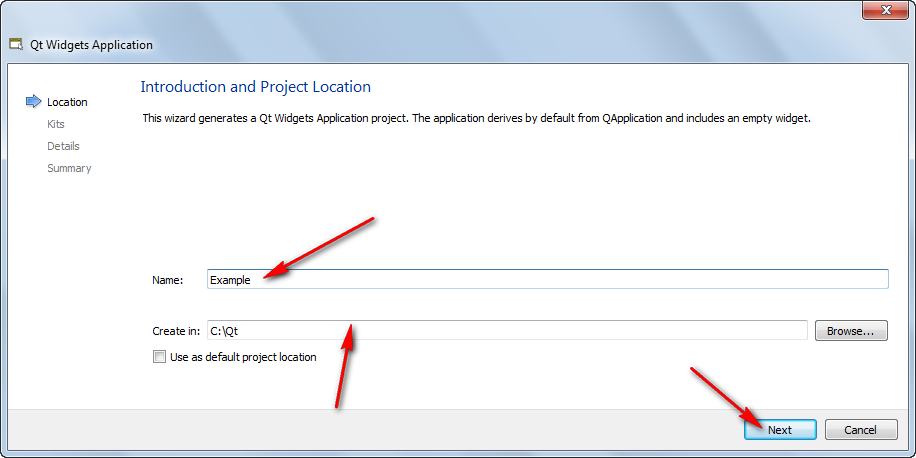 Qt Widgets Application
Location
Kits
Details
Summary
Introduction and Project Location
This wizard generates a Qt Widgets Application project. The application derives by default from QApplication and includes an empty widget.
Name: Example
Create in: C:\Qt Browse...
Use as default project location
Next Cancel